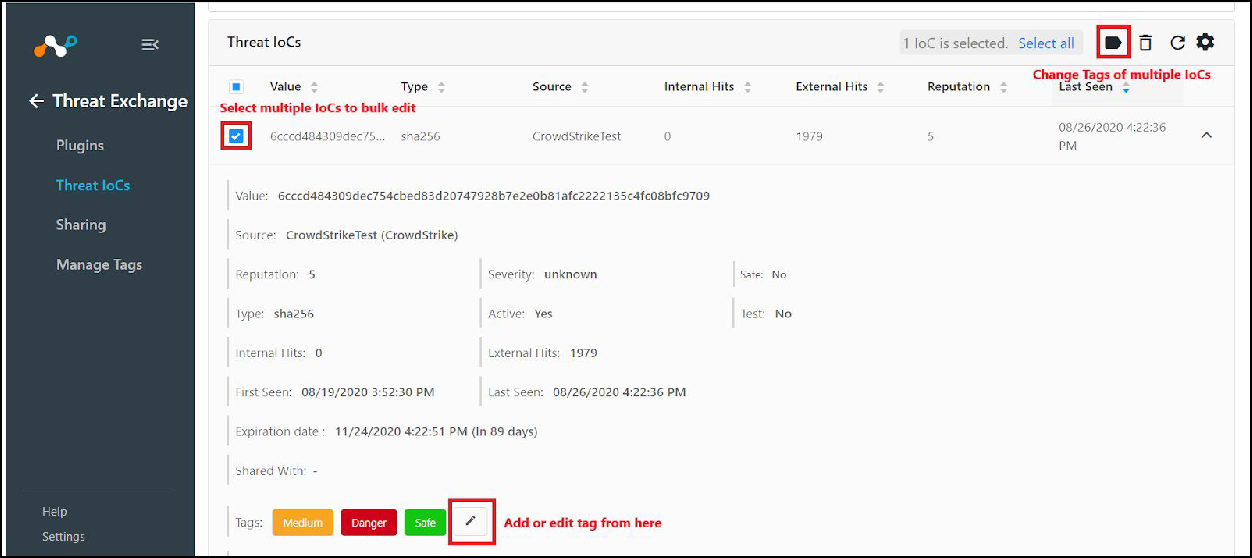 Threat IoCs
1 IoC is selected. Select all
Change Tags of multiple IoCs
Value Type Source Internal Hits External Hits Reputation Last Seen
Select multiple IoCs to bulk edit
6cccd484309dec75... sha256 CrowdStrikeTest 0 1979 5 08/26/2020 4:22:36
PM
Threat Exchange
Plugins
Threat IoCs
Sharing
Manage Tags
Help
Settings
Value: 6cccd484309dec754cbed83d20747928b7e2e0b81afc2222135c4fc08bfc9709
Source: CrowdStrikeTest (CrowdStrike)
Reputation: 5 Severity: unknown Safe: No
Type: sha256 Active: Yes Test: No
Internal Hits: 0 External Hits: 1979
First Seen: 08/19/2020 3:52:30 PM Last Seen: 08/26/2020 4:22:36 PM
Expiration date : 11/24/2020 4:22:51 PM (In 89 days)
Shared With: -
Tags: Medium Danger Safe Add or edit tag from here